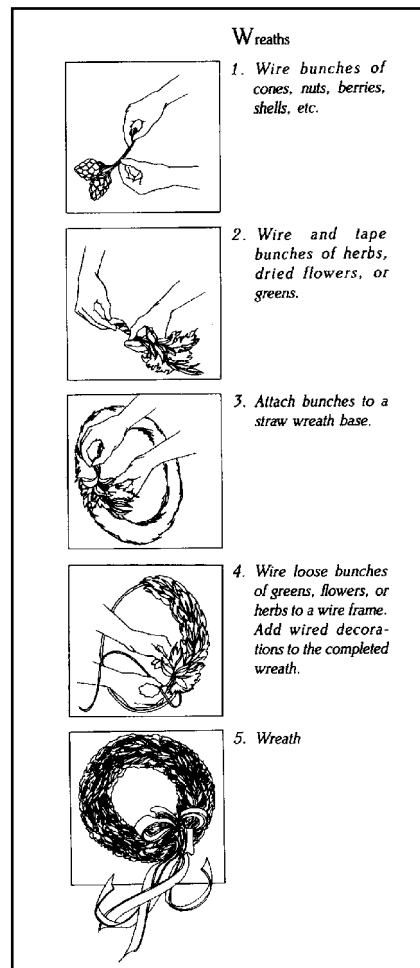 Wreaths
1. Wire bunches of
cones, nuts, berries,
shells, etc.
2. Wire and tape
bunches of herbs,
dried flowers, or
greens.
3. Attach bunches to a
straw wreath base.
4. Wire loose bunches
of greens, flowers, or
herbs to a wire frame.
Add wired decora-
tions to the completed
wreath.
5. Wreath